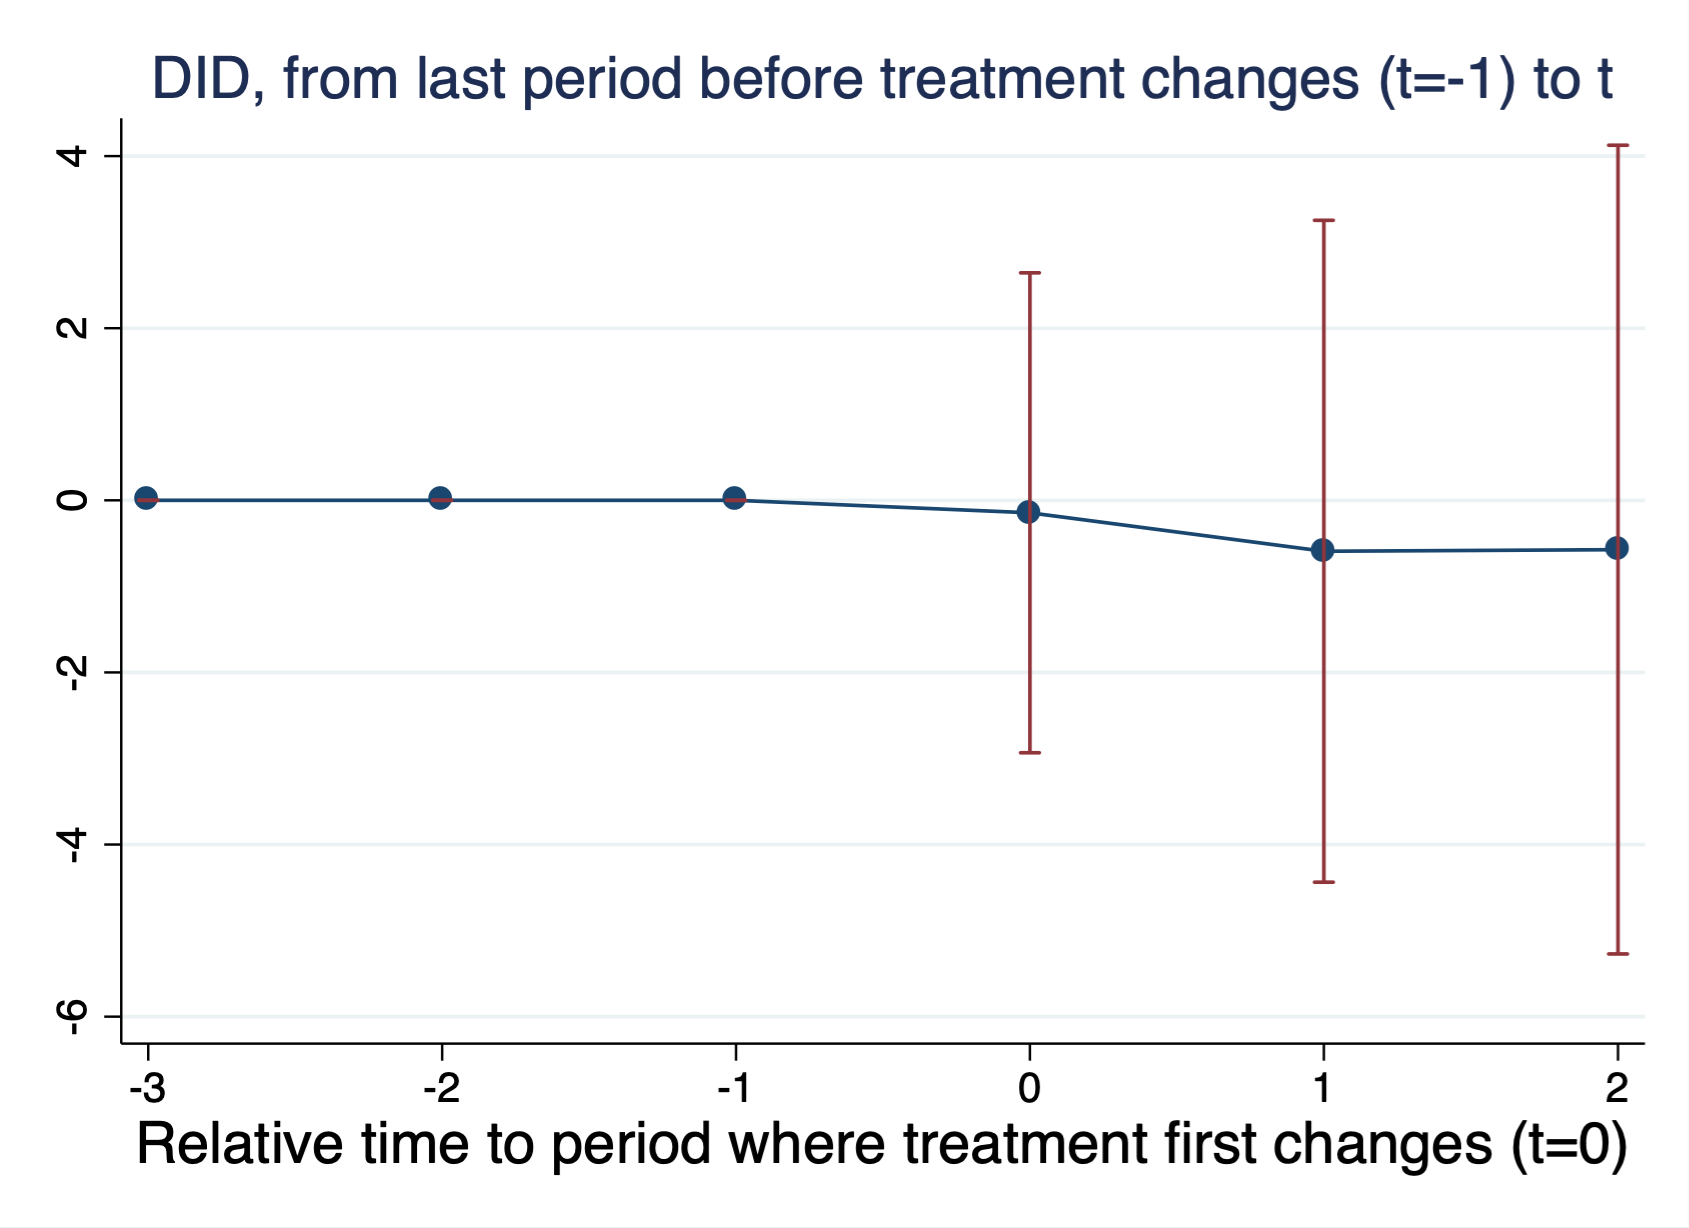 DID, from last period before treatment changes (t=-1) to t
4
2
0
-2
-4
-6
-3 -2 -1 0 1 2
Relative time to period where treatment first changes (t=0)